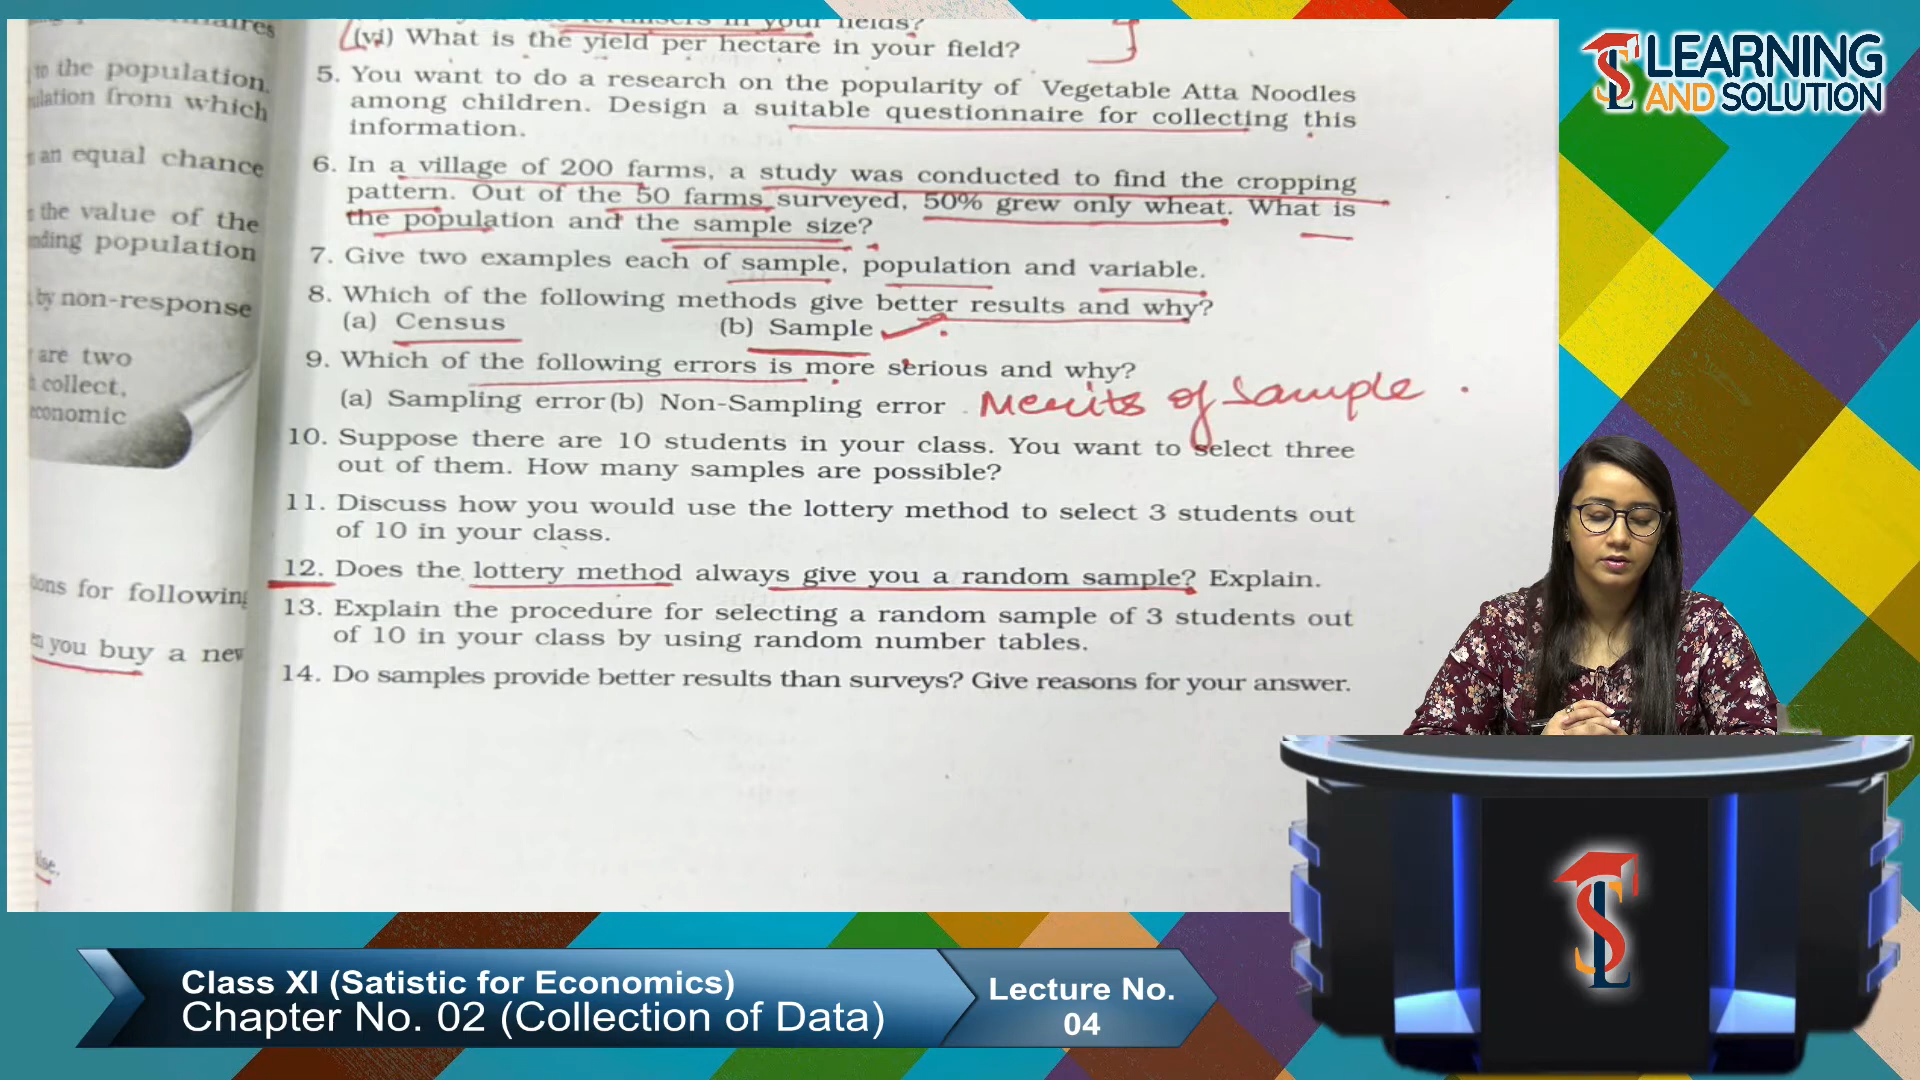 to the population.
ulation from which
an equal chance
the value of the
nding population
by non-response
are two
collect,
economic
ons for following
you buy a new
fertilisers in your fields?
(vi) What is the yield per hectare in your field?
5. You want to do a research on the popularity of Vegetable Atta Noodles
among children. Design a suitable questionnaire for collecting this
information.
6. In a village of 200 farms, a study was conducted to find the cropping
pattern. Out of the 50 farms surveyed, 50% grew only wheat. What is
the population and the sample size?
7. Give two examples each of sample, population and variable.
8. Which of the following methods give better results and why?
(a) Census (b) Sample
9. Which of the following errors is more serious and why?
(a) Sampling error (b) Non-Sampling error . Merits of Sample .
10. Suppose there are 10 students in your class. You want to select three
out of them. How many samples are possible?
11. Discuss how you would use the lottery method to select 3 students out
of 10 in your class.
12. Does the lottery method always give you a random sample? Explain.
13. Explain the procedure for selecting a random sample of 3 students out
of 10 in your class by using random number tables.
14. Do samples provide better results than surveys? Give reasons for your answer.
LEARNING
AND SOLUTION
Class XI (Satistic for Economics)
Chapter No. 02 (Collection of Data)
Lecture No.
04